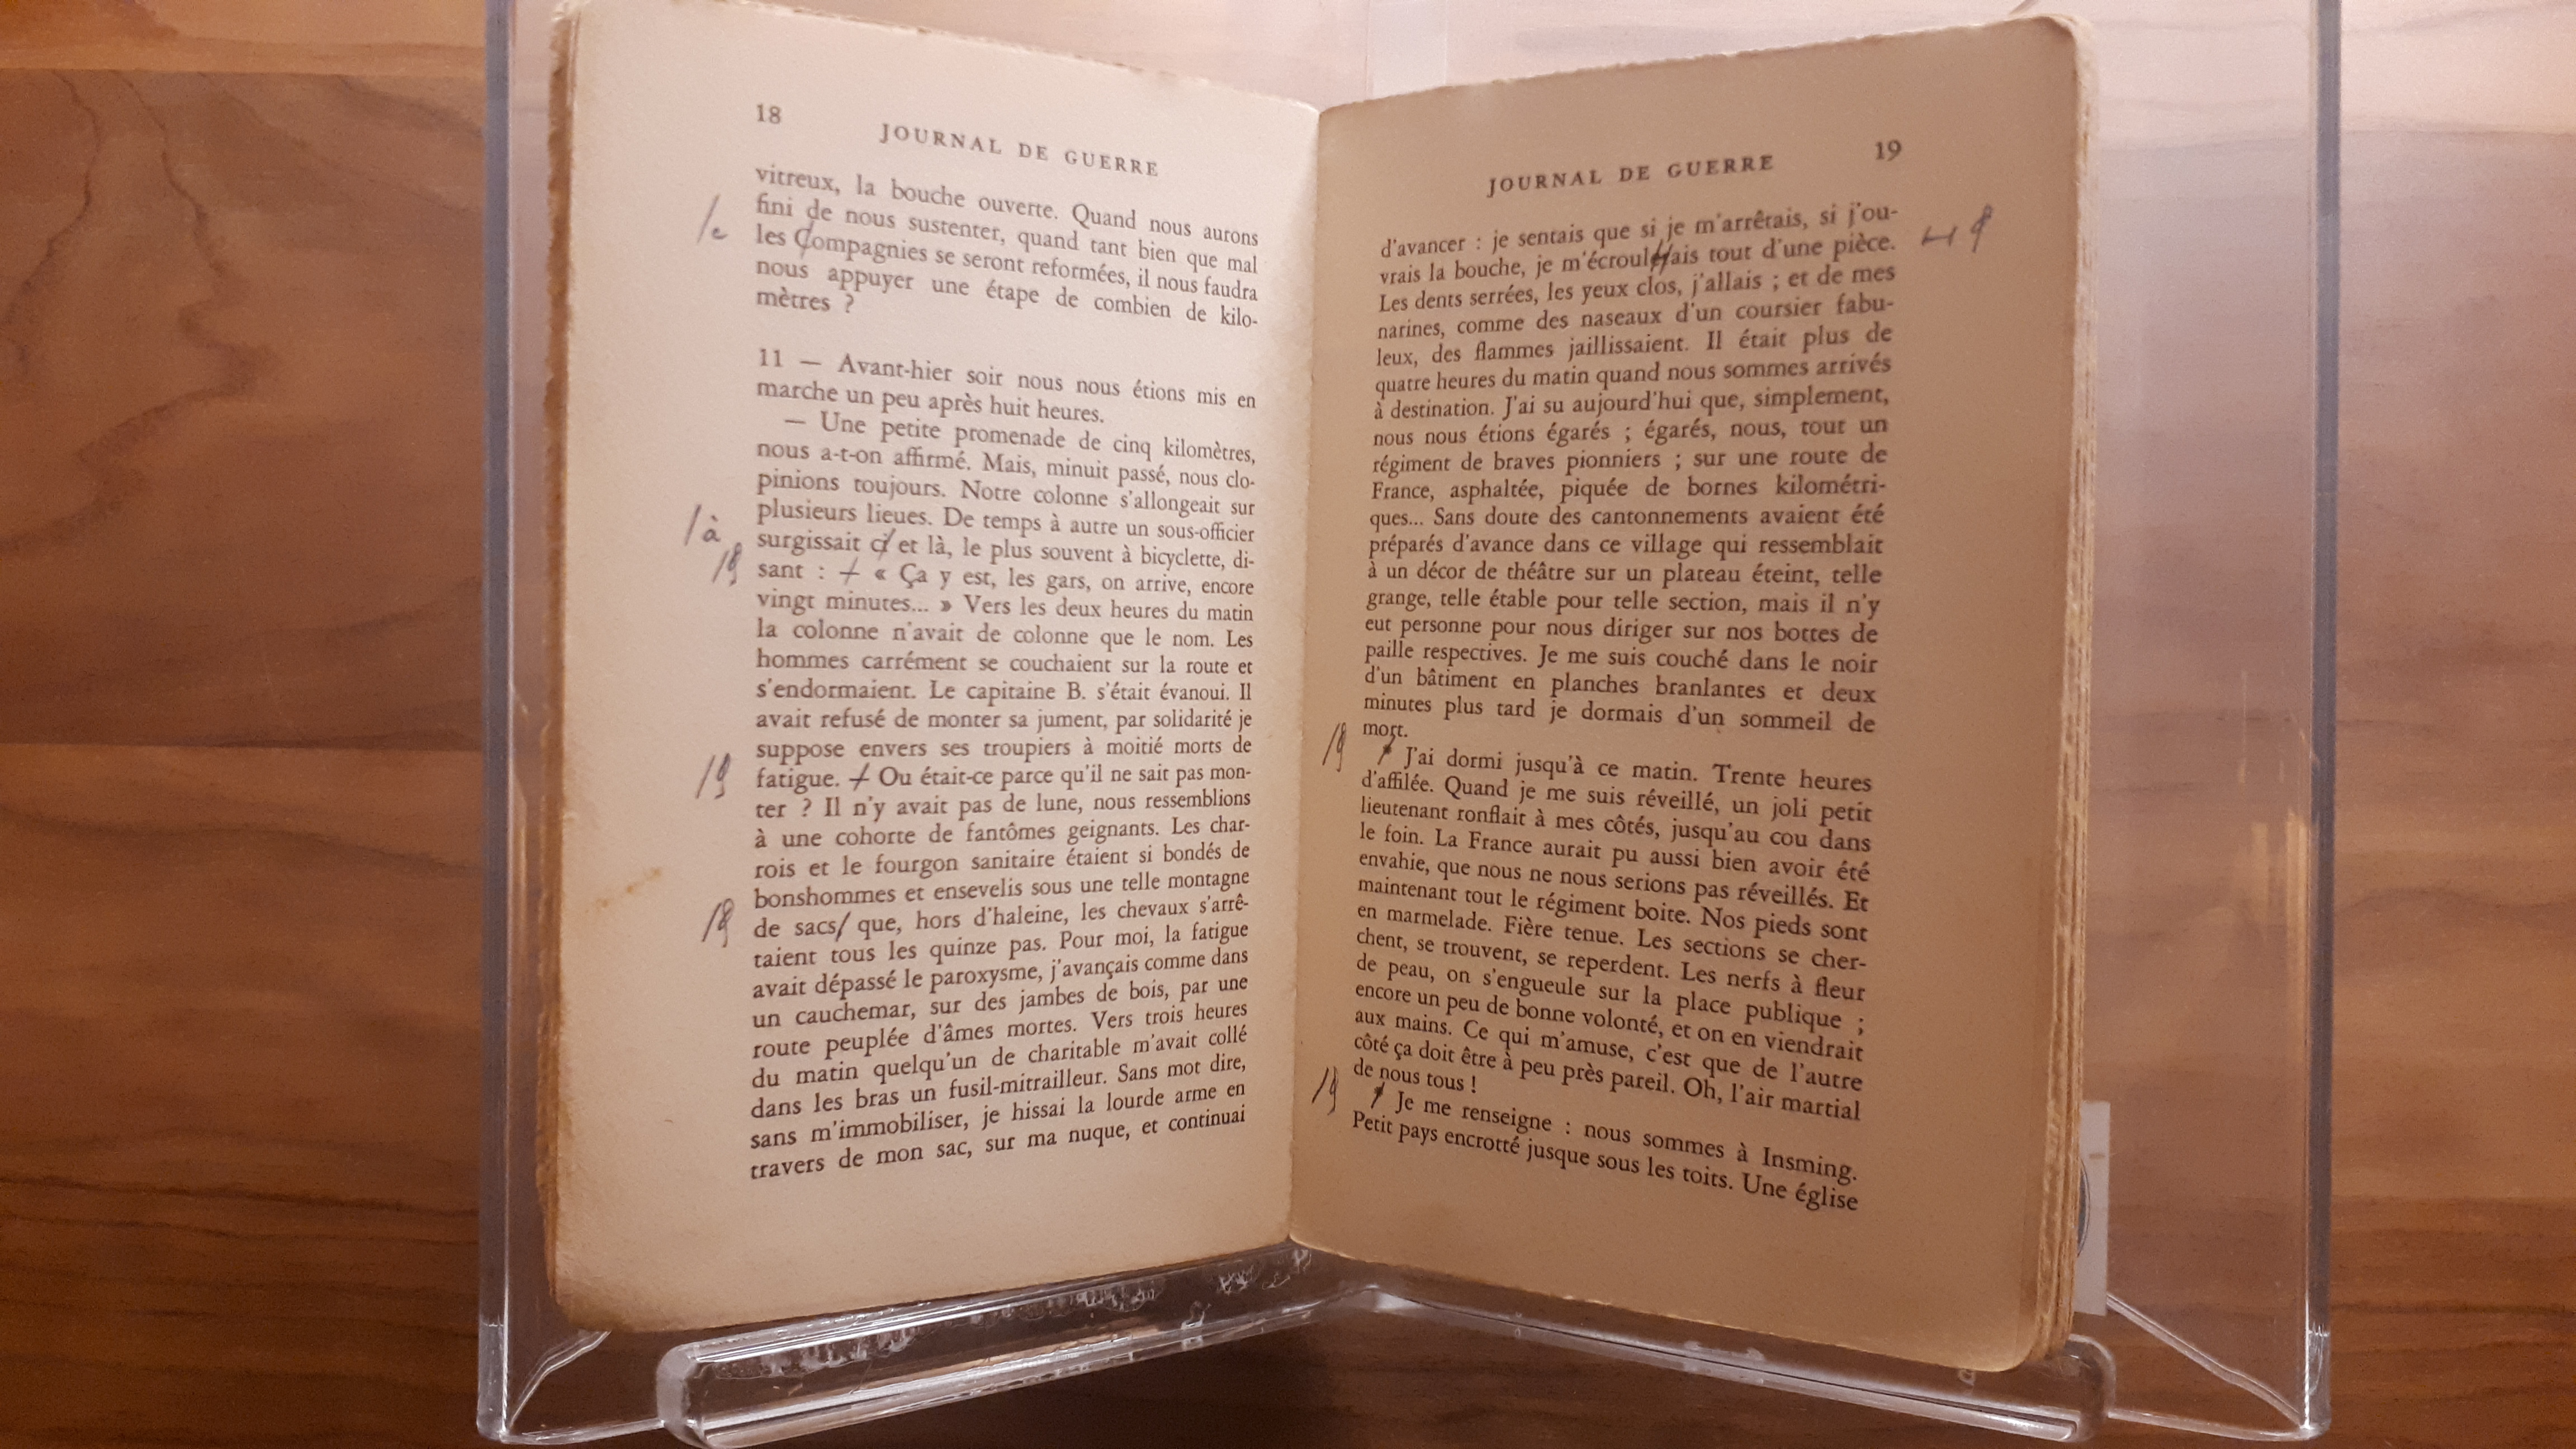 18
JOURNAL DE GUERRE
vitreux, la bouche ouverte. Quand nous aurons
fini de nous sustenter, quand tant bien que mal
/c les Compagnies se seront reformées, il nous faudra
nous appuyer une étape de combien de kilo-
mètres ?
11 — Avant-hier soir nous nous étions mis en
marche un peu après huit heures.
— Une petite promenade de cinq kilomètres,
nous a-t-on affirmé. Mais, minuit passé, nous clo-
pinions toujours. Notre colonne s'allongeait sur
plusieurs lieues. De temps à autre un sous-officier
/à surgissait ci et là, le plus souvent à bicyclette, di-
sant : — « Ça y est, les gars, on arrive, encore
vingt minutes... » Vers les deux heures du matin
la colonne n'avait de colonne que le nom. Les
hommes carrément se couchaient sur la route et
s'endormaient. Le capitaine B. s'était évanoui. Il
avait refusé de monter sa jument, par solidarité je
suppose envers ses troupiers à moitié morts de
fatigue. — Ou était-ce parce qu'il ne sait pas mon-
ter ? Il n'y avait pas de lune, nous ressemblions
à une cohorte de fantômes geignants. Les char-
rois et le fourgon sanitaire étaient si bondés de
bonshommes et ensevelis sous une telle montagne
de sacs, que, hors d'haleine, les chevaux s'arrê-
taient tous les quinze pas. Pour moi, la fatigue
avait dépassé le paroxysme, j'avançais comme dans
un cauchemar, sur des jambes de bois, par une
route peuplée d'âmes mortes. Vers trois heures
du matin quelqu'un de charitable m'avait collé
dans les bras un fusil-mitrailleur. Sans mot dire,
sans m'immobiliser, je hissai la lourde arme en
travers de mon sac, sur ma nuque, et continuai
JOURNAL DE GUERRE
19
d'avancer : je sentais que si je m'arrêtais, si j'ou-
vrais la bouche, je m'écroulerais tout d'une pièce.
Les dents serrées, les yeux clos, j'allais ; et de mes
narines, comme des naseaux d'un coursier fabu-
leux, des flammes jaillissaient. Il était plus de
quatre heures du matin quand nous sommes arrivés
à destination. J'ai su aujourd'hui que, simplement,
nous nous étions égarés ; égarés, nous, tout un
régiment de braves pionniers ; sur une route de
France, asphaltée, piquée de bornes kilométri-
ques... Sans doute des cantonnements avaient été
préparés d'avance dans ce village qui ressemblait
à un décor de théâtre sur un plateau éteint, telle
grange, telle étable pour telle section, mais il n'y
eut personne pour nous diriger sur nos bottes de
paille respectives. Je me suis couché dans le noir
d'un bâtiment en planches branlantes et deux
minutes plus tard je dormais d'un sommeil de
mort.
J'ai dormi jusqu'à ce matin. Trente heures
d'affilée. Quand je me suis réveillé, un joli petit
lieutenant ronflait à mes côtés, jusqu'au cou dans
le foin. La France aurait pu aussi bien avoir été
envahie, que nous ne nous serions pas réveillés. Et
maintenant tout le régiment boite. Nos pieds sont
en marmelade. Fière tenue. Les sections se cher-
chent, se trouvent, se reperdent. Les nerfs à fleur
de peau, on s'engueule sur la place publique ;
encore un peu de bonne volonté, et on en viendrait
aux mains. Ce qui m'amuse, c'est que de l'autre
côté ça doit être à peu près pareil. Oh, l'air martial
de nous tous !
Je me renseigne : nous sommes à Insming.
Petit pays encrotté jusque sous les toits. Une église